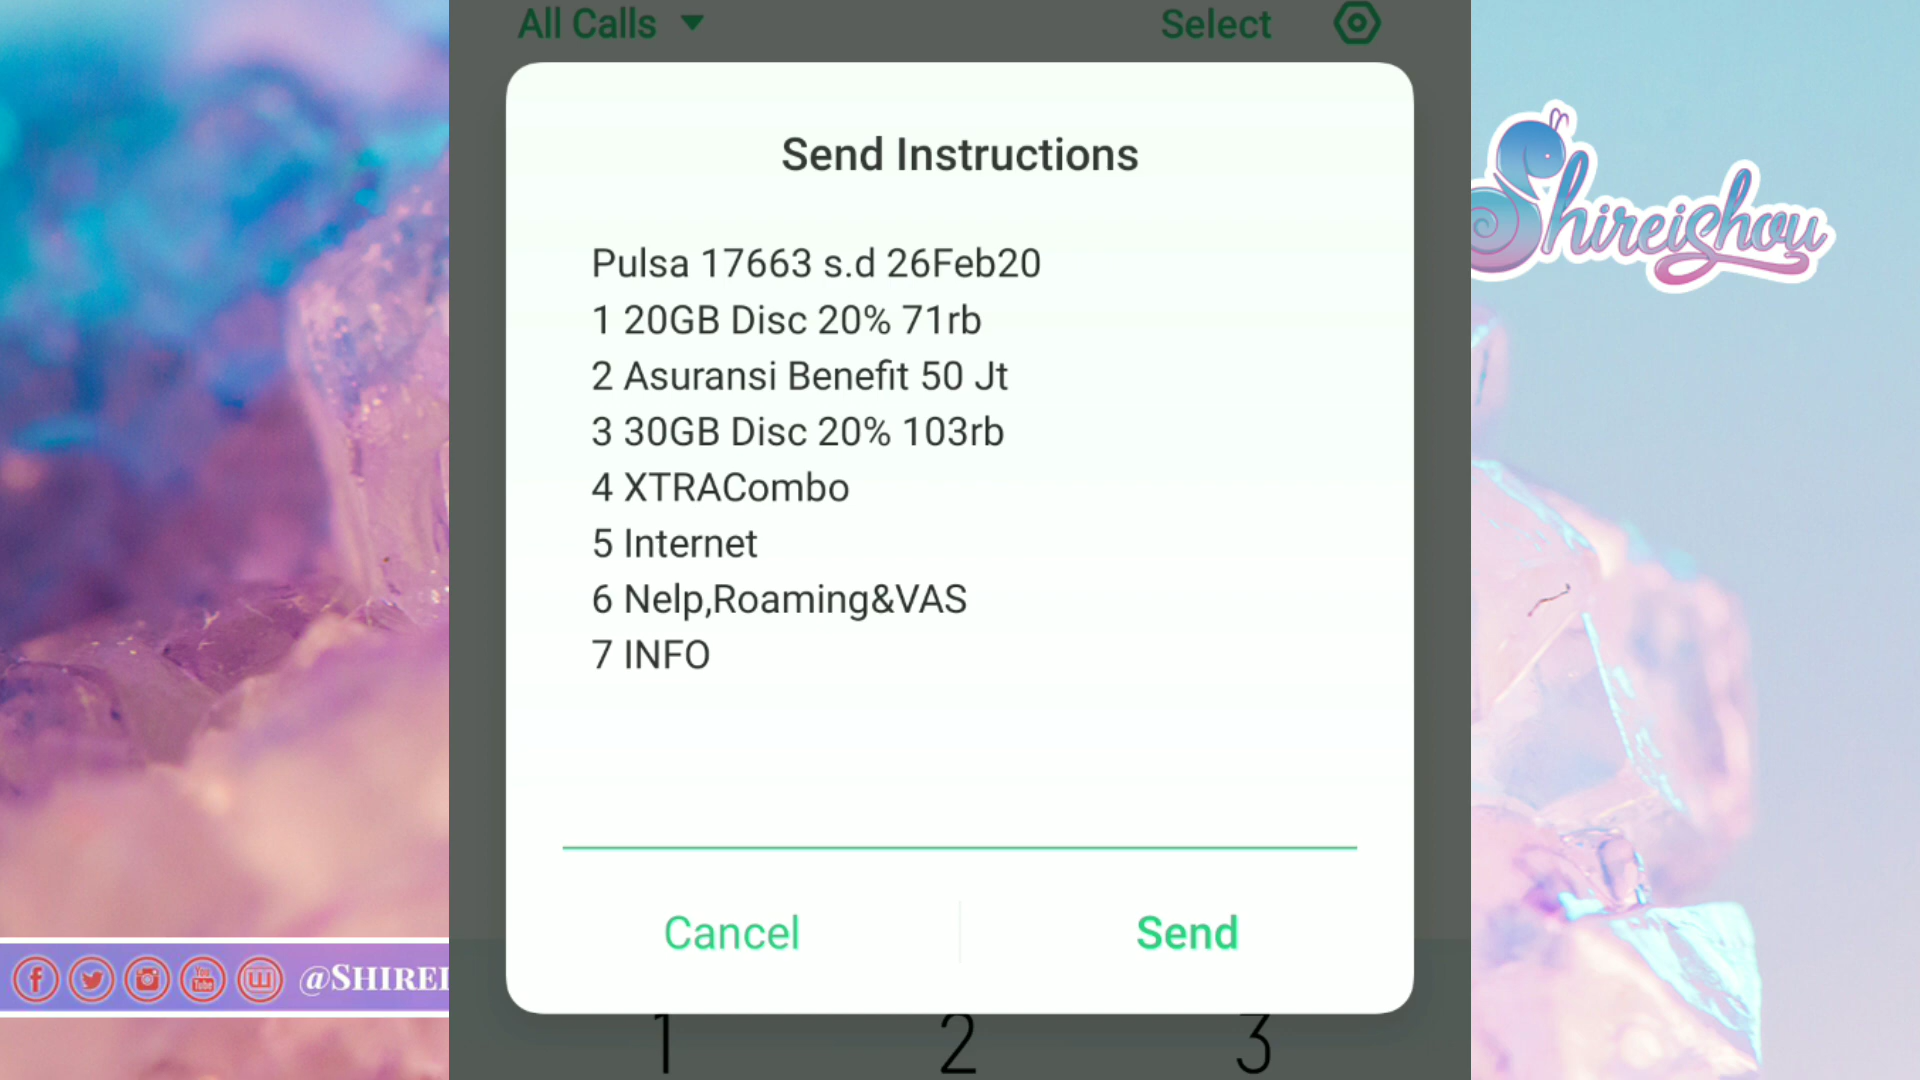 All Calls
Select
Send Instructions
Pulsa 17663 s.d 26Feb20
1 20GB Disc 20% 71rb
2 Asuransi Benefit 50 Jt
3 30GB Disc 20% 103rb
4 XTRACombo
5 Internet
6 Nelp,Roaming&VAS
7 INFO
Cancel
Send
1 2 3
Shireishou
You Tube
@SHIREI